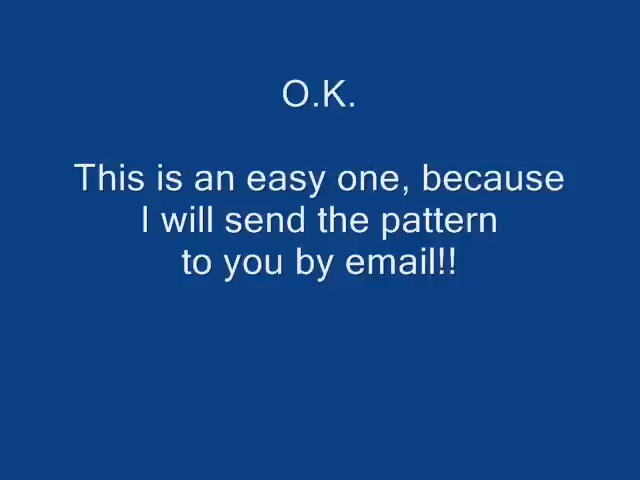 O.K.
This is an easy one, because
I will send the pattern
to you by email!!